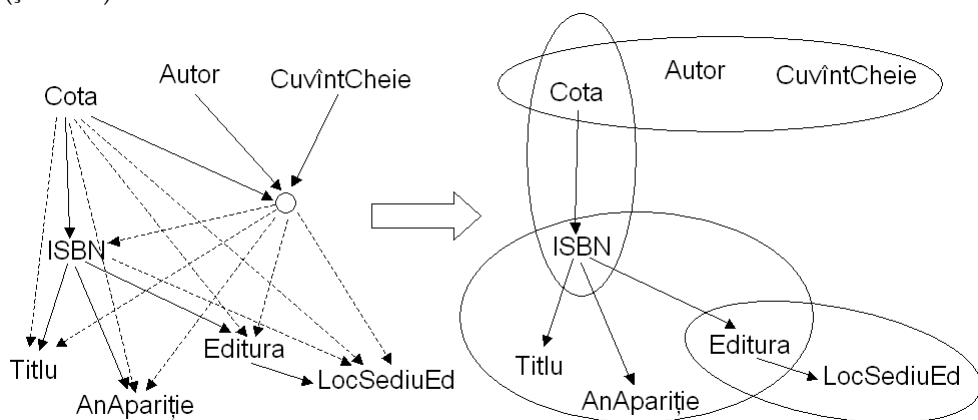 Autor
CuvîntCheie
Cota
ISBN
Titlu
Editura
LocSediuEd
AnApariție
Autor
CuvîntCheie
Cota
ISBN
Titlu
Editura
LocSediuEd
AnApariție